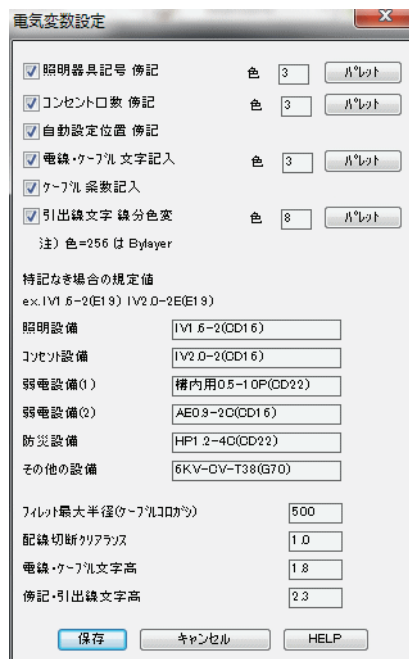 電気変数設定
照明器具記号 傍記 色 3 パレット
コンセント口数 傍記 色 3 パレット
自動設定位置 傍記
電線・ケーブル 文字記入 色 3 パレット
ケーブル 条数記入
引出線文字 線分色変 色 8 パレット
注）色=256 は Bylayer
特記なき場合の規定値
ex.IV1.6-2(E19) IV2.0-2E(E19)
照明設備 IV1.6-2(CD16)
コンセント設備 IV2.0-2(CD16)
弱電設備(1) 構内用0.5-10P(CD22)
弱電設備(2) AE0.9-2C(CD16)
防災設備 HP1.2-4C(CD22)
その他の設備 6KV-CV-T38(G70)
フィレット最大半径(ケーブルコロガシ) 500
配線切断クリアランス 1.0
電線・ケーブル文字高 1.8
傍記・引出線文字高 2.3
保存 キャンセル HELP